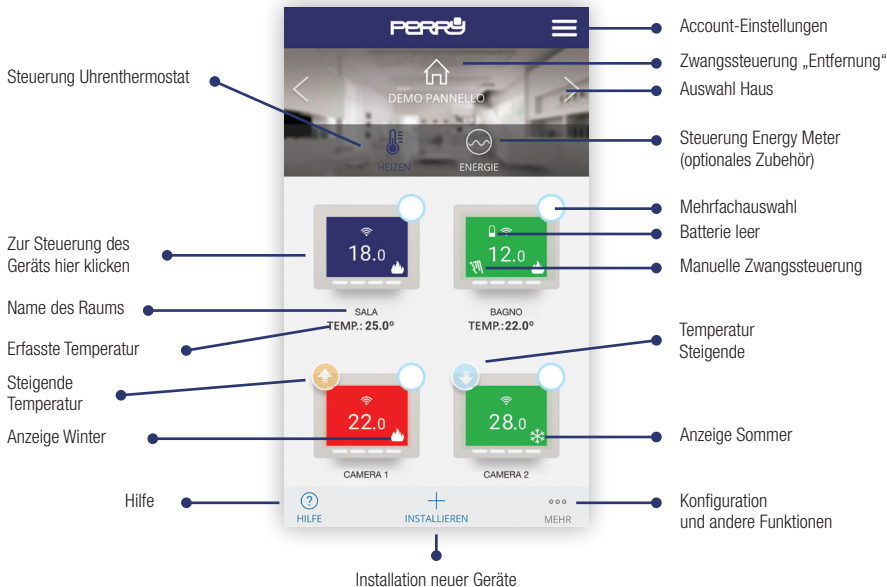 PERRY
Account-Einstellungen
Zwangssteuerung „Entfernung“
Steuerung Uhrenthermostat
Auswahl Haus
DEMO PANNELLO
Steuerung Energy Meter
(optionales Zubehör)
HEIZEN
ENERGIE
Mehrfachauswahl
Batterie leer
Zur Steuerung des
Geräts hier klicken
18.0
12.0
Manuelle Zwangssteuerung
Name des Raums
SALA
TEMP.: 25.0°
BAGNO
TEMP.:22.0°
Erfasste Temperatur
Temperatur
Steigende
Steigende
Temperatur
22.0
28.0
Anzeige Winter
Anzeige Sommer
CAMERA 1
CAMERA 2
Hilfe
?
HILFE
INSTALLIEREN
MEHR
Konfiguration
und andere Funktionen
Installation neuer Geräte